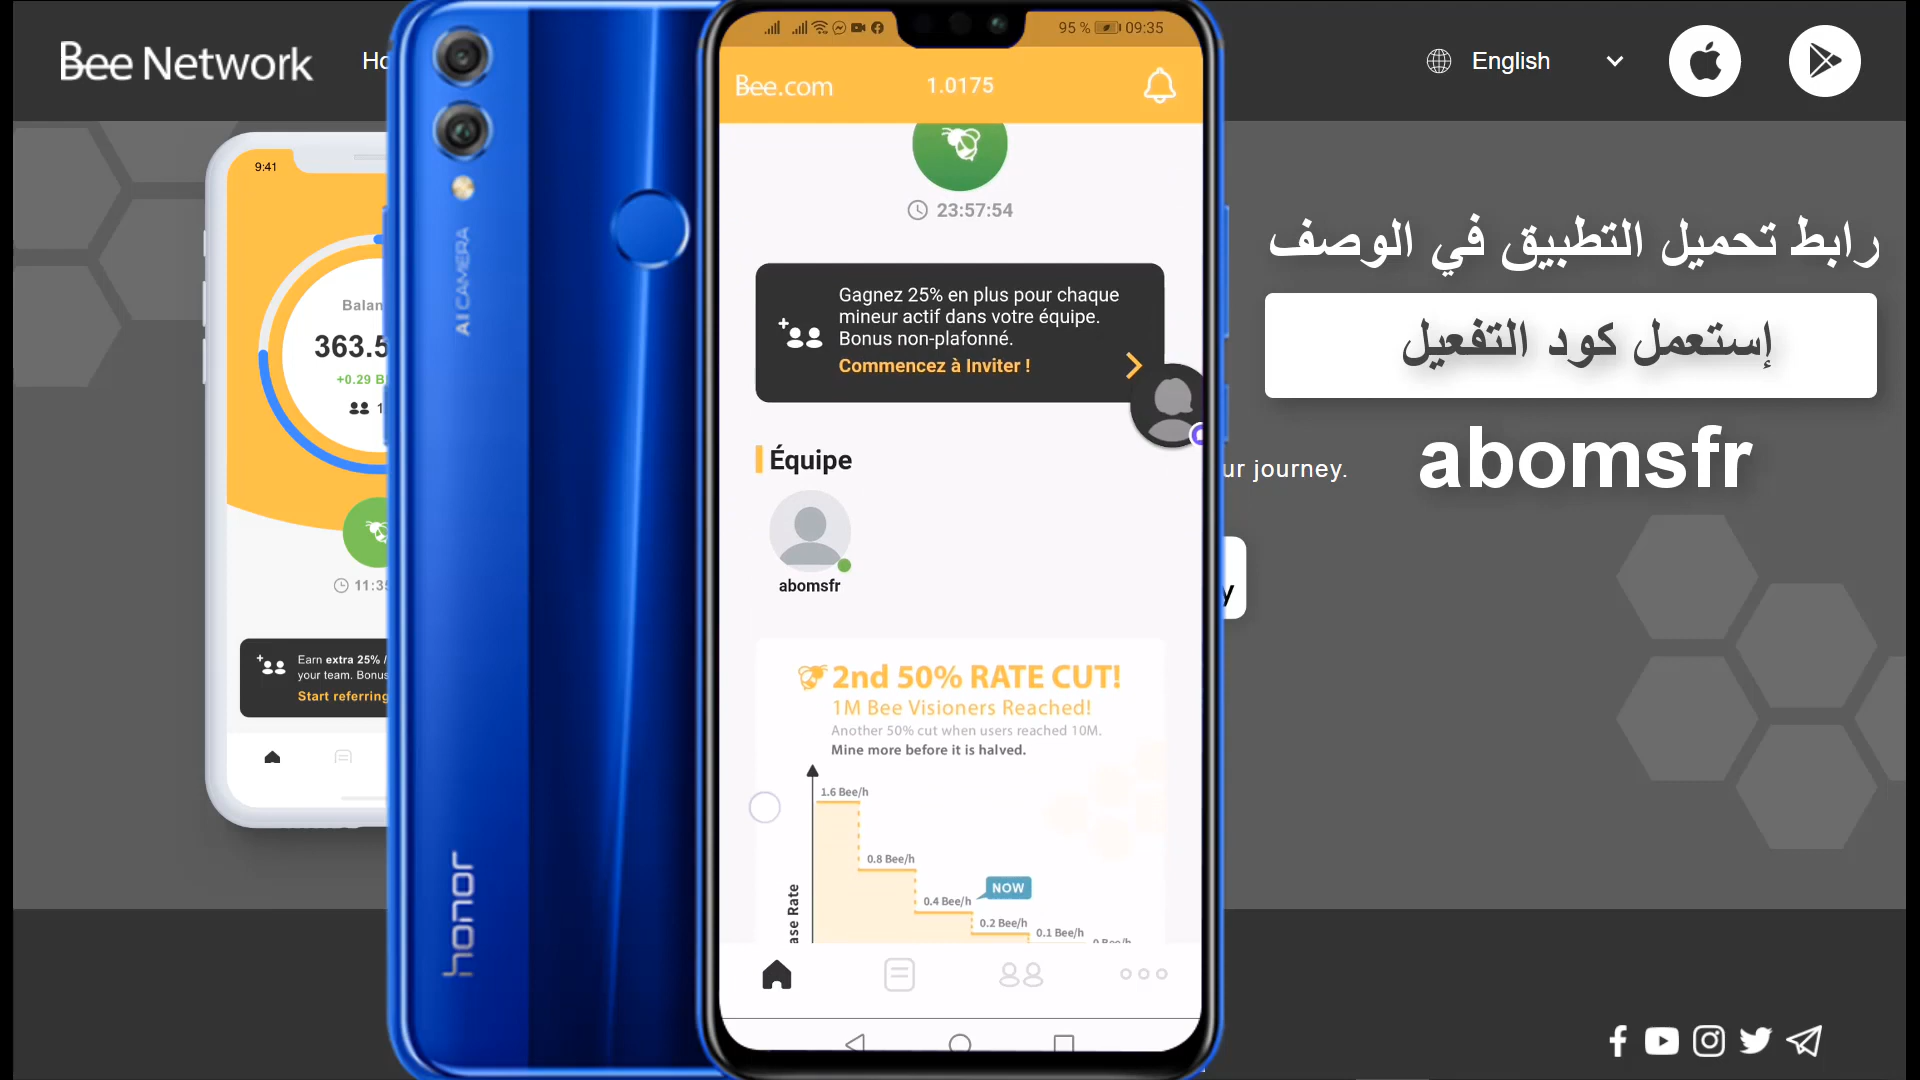 Bee Network
English
9:41
363.5
+0.29 B
11:35
Earn extra 25% /
your team. Bonus
Start referring
AI CAMERA
honor
95 % 09:35
Bee.com
1.0175
23:57:54
Gagnez 25% en plus pour chaque
mineur actif dans votre équipe.
Bonus non-plafonné.
Commencez à Inviter !
Équipe
abomsfr
2nd 50% RATE CUT!
1M Bee Visioners Reached!
Another 50% cut when users reached 10M.
Mine more before it is halved.
1.6 Bee/h
0.8 Bee/h
NOW
0.4 Bee/h
0.2 Bee/h
0.1 Bee/h
رابط تحميل التطبيق في الوصف
إستعمل كود التفعيل
abomsfr
journey.